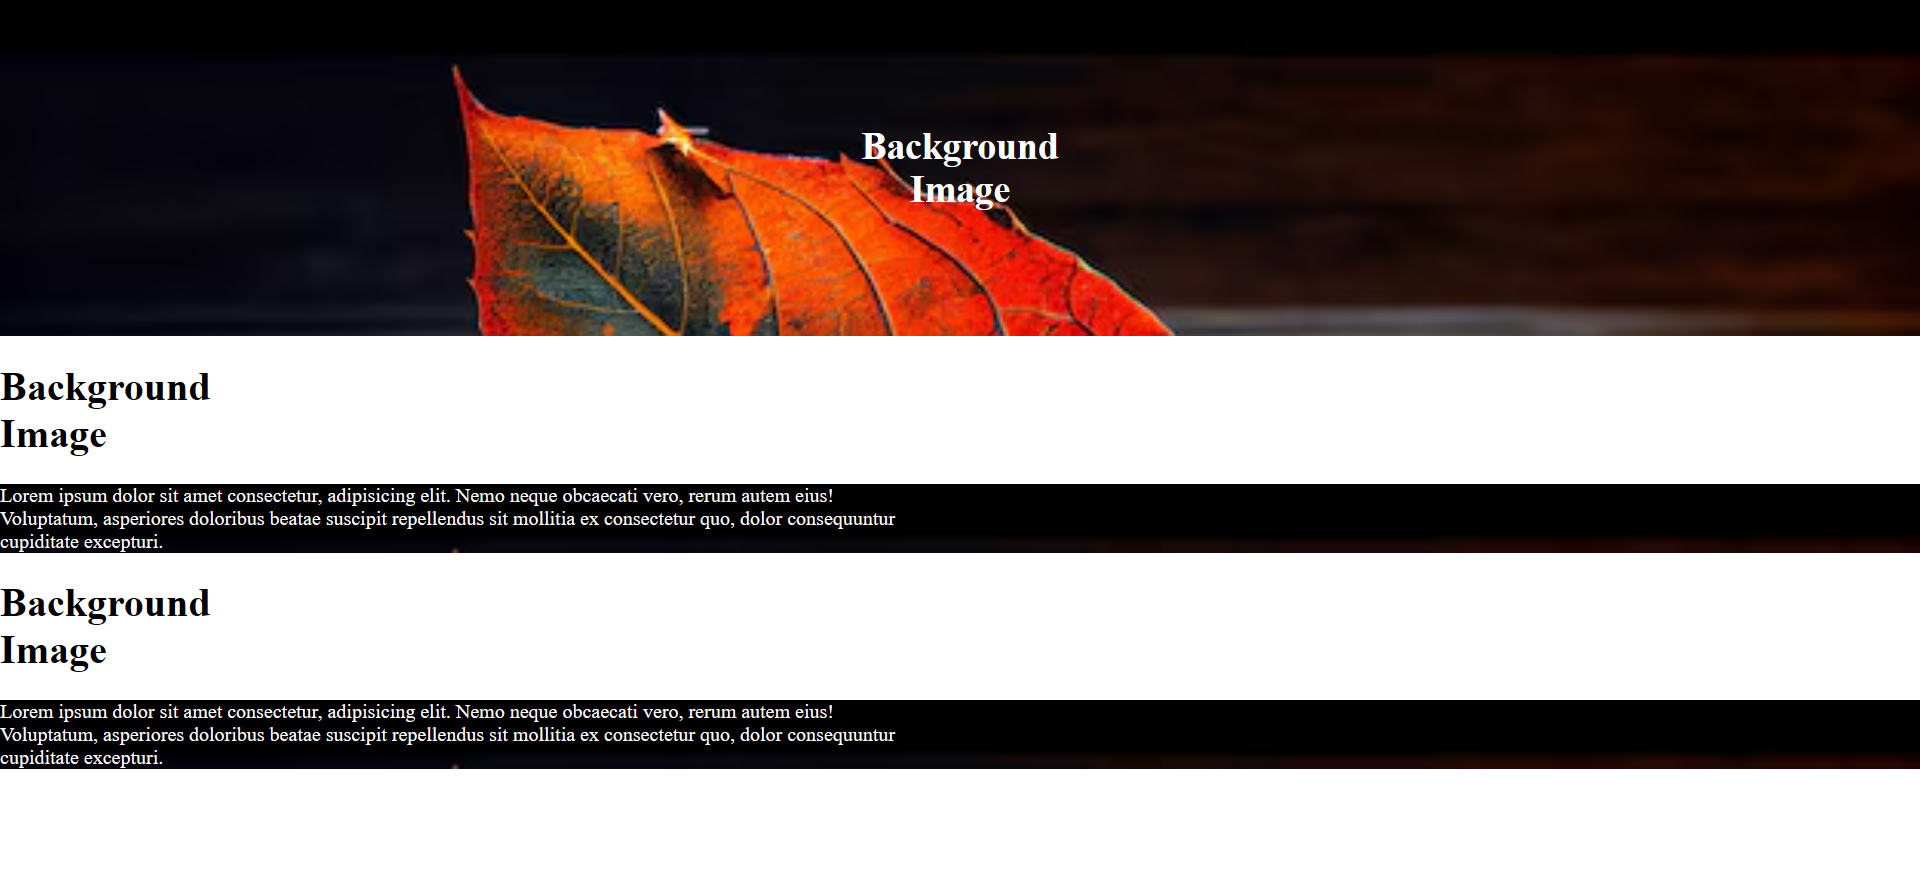 Background
Image
Background
Image
Lorem ipsum dolor sit amet consectetur, adipisicing elit. Nemo neque obcaecati vero, rerum autem eius!
Voluptatum, asperiores doloribus beatae suscipit repellendus sit mollitia ex consectetur quo, dolor consequuntur
cupiditate excepturi.
Background
Image
Lorem ipsum dolor sit amet consectetur, adipisicing elit. Nemo neque obcaecati vero, rerum autem eius!
Voluptatum, asperiores doloribus beatae suscipit repellendus sit mollitia ex consectetur quo, dolor consequuntur
cupiditate excepturi.